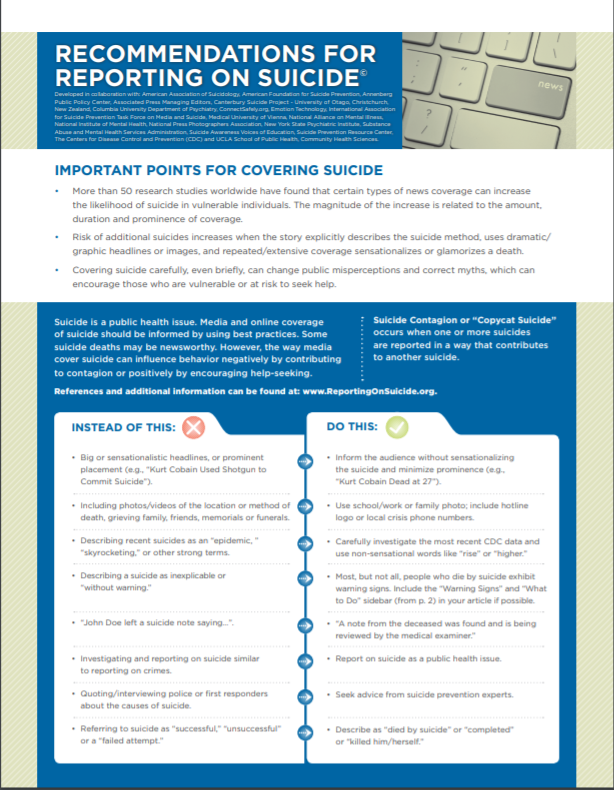 RECOMMENDATIONS FOR
REPORTING ON SUICIDE©
Developed in collaboration with: American Association of Suicidology, American Foundation for Suicide Prevention, Annenberg
Public Policy Center, Associated Press Managing Editors, Canterbury Suicide Project - University of Otago, Christchurch,
New Zealand, Columbia University Department of Psychiatry, ConnectSafely.org, Emotion Technology, International Association
for Suicide Prevention Task Force on Media and Suicide, Medical University of Vienna, National Alliance on Mental Illness,
National Institute of Mental Health, National Press Photographers Association, New York State Psychiatric Institute, Substance
Abuse and Mental Health Services Administration, Suicide Awareness Voices of Education, Suicide Prevention Resource Center,
The Centers for Disease Control and Prevention (CDC) and UCLA School of Public Health, Community Health Sciences.
news
IMPORTANT POINTS FOR COVERING SUICIDE
• More than 50 research studies worldwide have found that certain types of news coverage can increase
the likelihood of suicide in vulnerable individuals. The magnitude of the increase is related to the amount,
duration and prominence of coverage.
• Risk of additional suicides increases when the story explicitly describes the suicide method, uses dramatic/
graphic headlines or images, and repeated/extensive coverage sensationalizes or glamorizes a death.
• Covering suicide carefully, even briefly, can change public misperceptions and correct myths, which can
encourage those who are vulnerable or at risk to seek help.
Suicide is a public health issue. Media and online coverage
of suicide should be informed by using best practices. Some
suicide deaths may be newsworthy. However, the way media
cover suicide can influence behavior negatively by contributing
to contagion or positively by encouraging help-seeking.
Suicide Contagion or “Copycat Suicide”
occurs when one or more suicides
are reported in a way that contributes
to another suicide.
References and additional information can be found at: www.ReportingOnSuicide.org.
INSTEAD OF THIS:
• Big or sensationalistic headlines, or prominent
placement (e.g., “Kurt Cobain Used Shotgun to
Commit Suicide”).
• Including photos/videos of the location or method of
death, grieving family, friends, memorials or funerals.
• Describing recent suicides as an “epidemic, ”
“skyrocketing,” or other strong terms.
• Describing a suicide as inexplicable or
“without warning.”
• “John Doe left a suicide note saying...”.
• Investigating and reporting on suicide similar
to reporting on crimes.
• Quoting/interviewing police or first responders
about the causes of suicide.
• Referring to suicide as “successful,” “unsuccessful”
or a “failed attempt.”
DO THIS:
• Inform the audience without sensationalizing
the suicide and minimize prominence (e.g.,
“Kurt Cobain Dead at 27”).
• Use school/work or family photo; include hotline
logo or local crisis phone numbers.
• Carefully investigate the most recent CDC data and
use non-sensational words like “rise” or “higher.”
• Most, but not all, people who die by suicide exhibit
warning signs. Include the “Warning Signs” and “What
to Do” sidebar (from p. 2) in your article if possible.
• “A note from the deceased was found and is being
reviewed by the medical examiner.”
• Report on suicide as a public health issue.
• Seek advice from suicide prevention experts.
• Describe as “died by suicide” or “completed”
or “killed him/herself.”